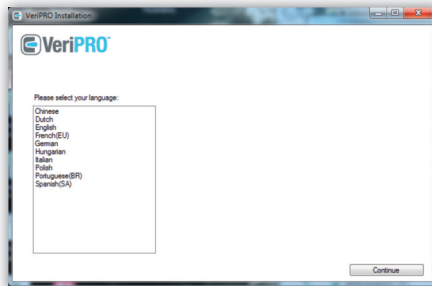 VeriPRO Installation
VeriPRO™
Please select your language:
Chinese
Dutch
English
French(EU)
German
Hungarian
Italian
Polish
Portuguese(BR)
Spanish(SA)
Continue